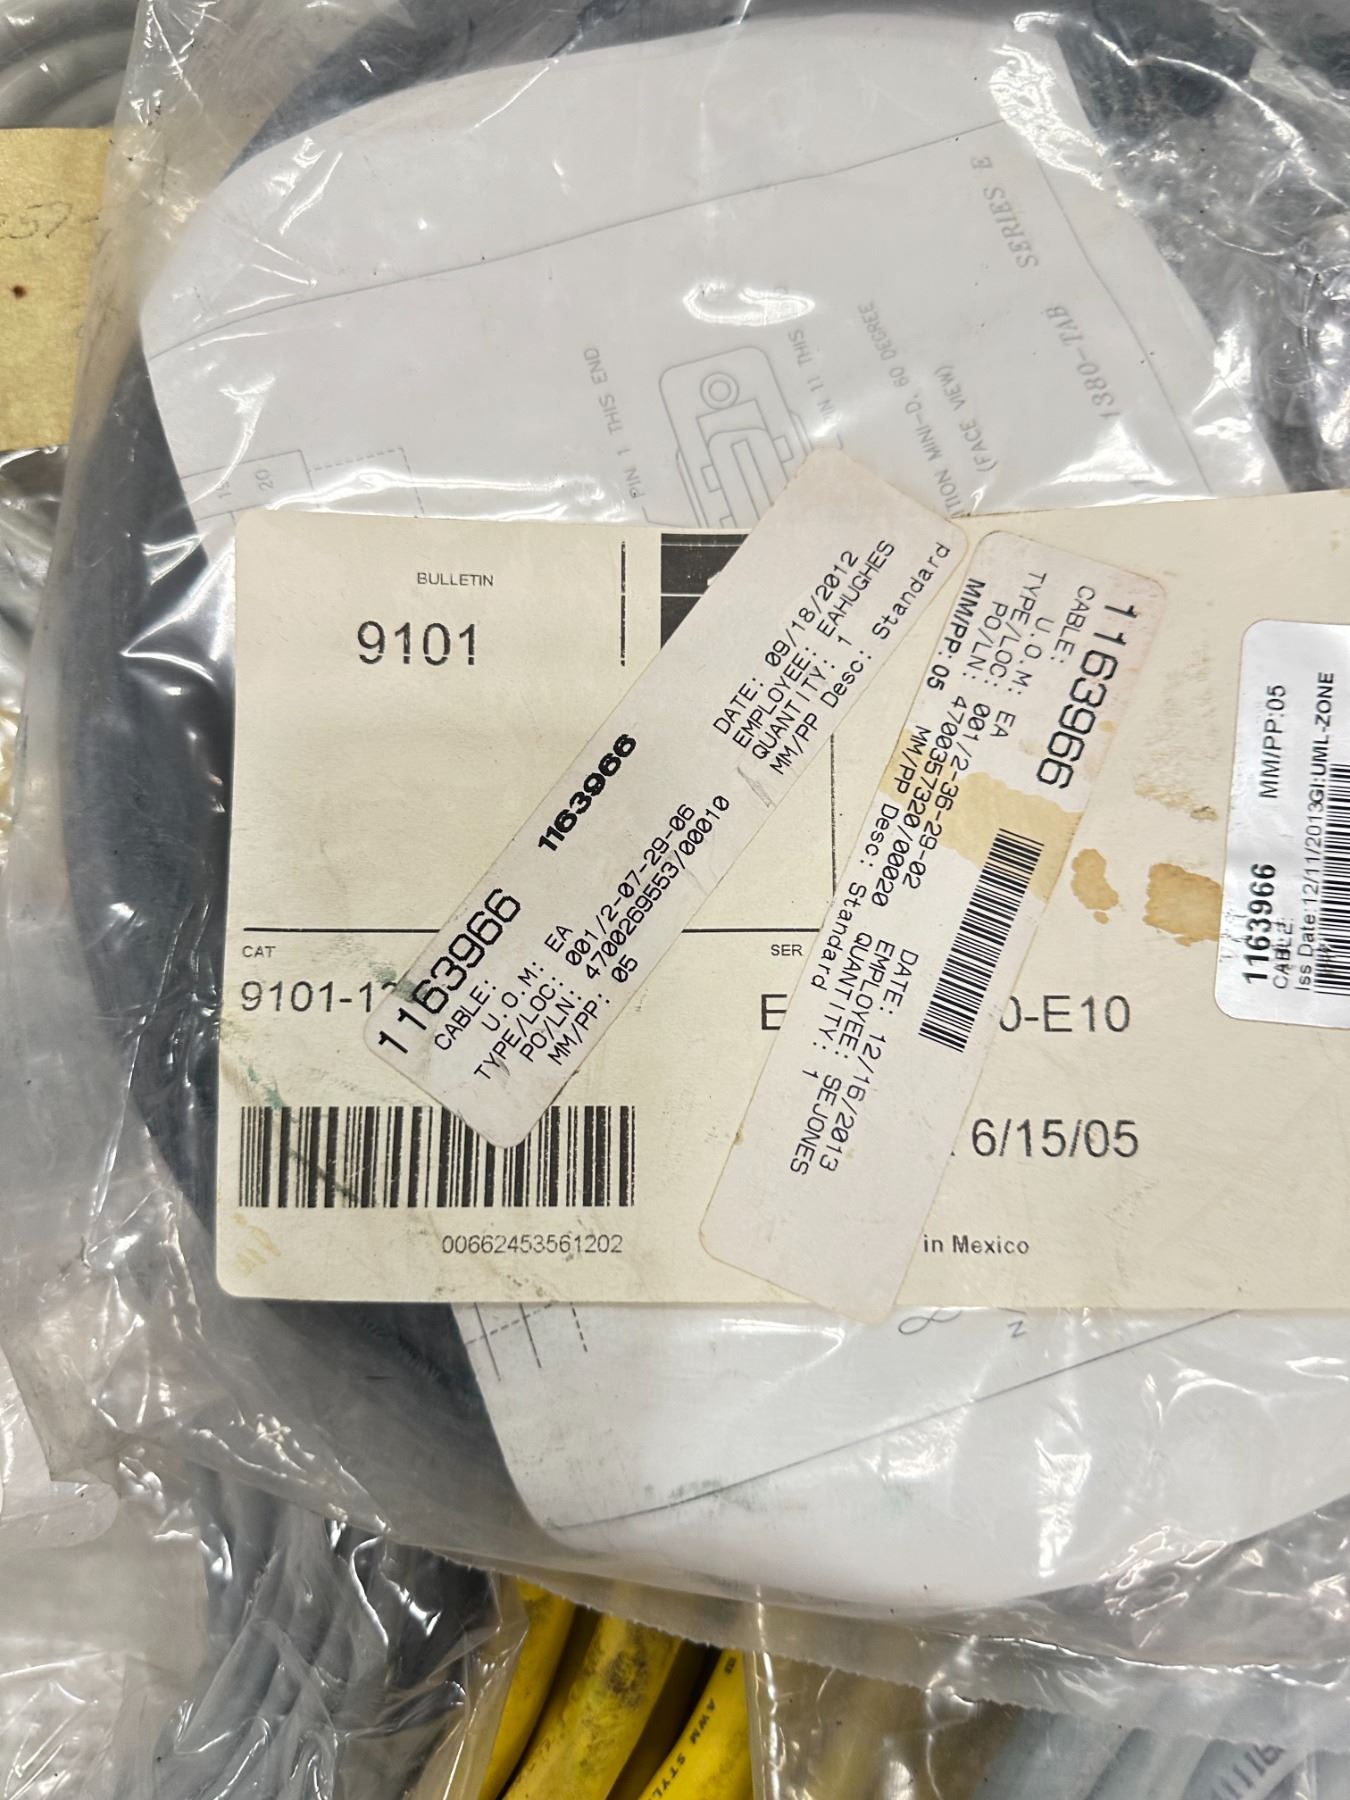 SERIES E
1380-TAB
PIN 1 THIS END
IN 11 THIS
60 DEGREE
TION MINI-D,
(FACE VIEW)
20
BULLETIN
9101
CAT
9101-1
SER
E
0-E10
6/15/05
00662453561202
in Mexico
1163966
1163966
CABLE:
U.O.M: EA
TYPE/LOC: 001/2-07-29-06
PO/LN: 4700269553/00010
MM/PP: 05
DATE: 09/18/2012
EMPLOYEE: EAHUGHES
QUANTITY: 1
MM/PP Desc: Standard
1163966
CABLE:
U.O.M: EA
TYPE/LOC: 001/2-36-29-02
PO/LN: 4700357320/00020
MM/PP: 05 MM/PP Desc: Standard
DATE: 12/16/2013
EMPLOYEE: SEJONES
QUANTITY: 1
1163966 MM/PP:05
CABLE:
Iss Date:12/11/2013GI:UML-ZONE
AWM STYL